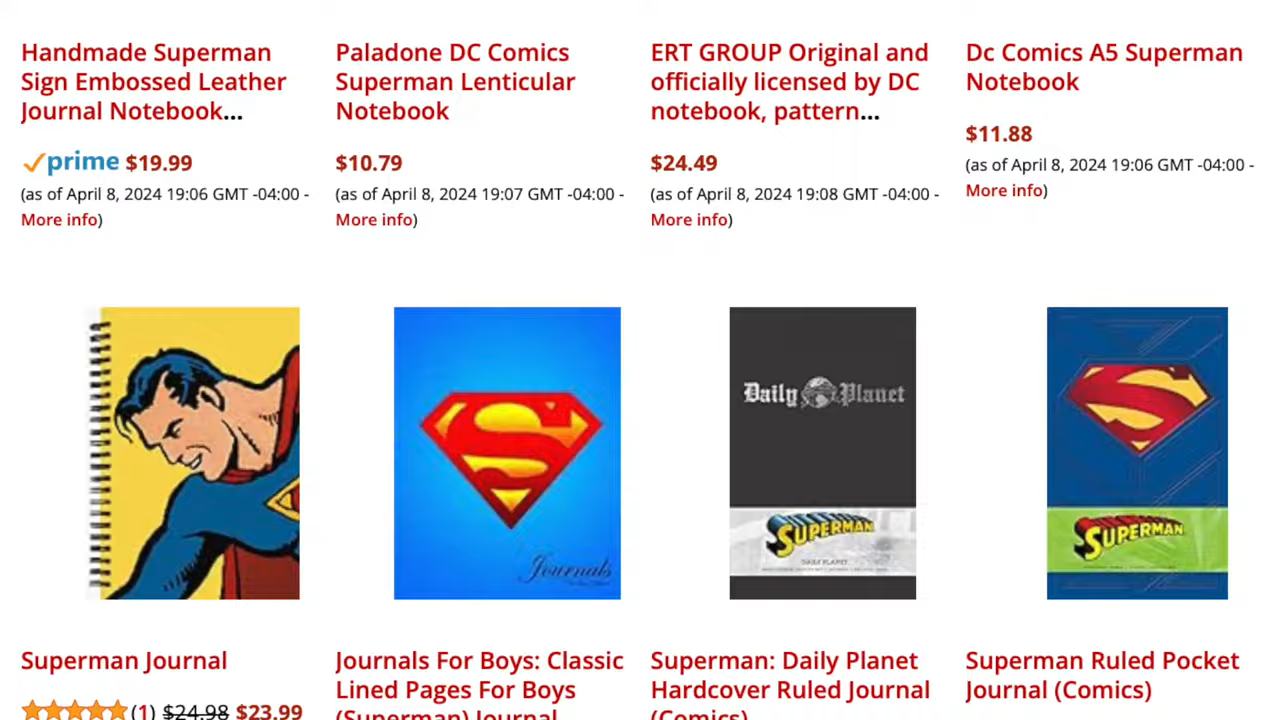 Handmade Superman
Sign Embossed Leather
Journal Notebook...
prime $19.99
(as of April 8, 2024 19:06 GMT -04:00 -
More info)
Paladone DC Comics
Superman Lenticular
Notebook
$10.79
(as of April 8, 2024 19:07 GMT -04:00 -
More info)
ERT GROUP Original and
officially licensed by DC
notebook, pattern...
$24.49
(as of April 8, 2024 19:08 GMT -04:00 -
More info)
Dc Comics A5 Superman
Notebook
$11.88
(as of April 8, 2024 19:06 GMT -04:00 -
More info)
Journals
Daily Planet
SUPERMAN
DAILY PLANET
SUPERMAN
Superman Journal
(1) $24.98 $23.99
Journals For Boys: Classic
Lined Pages For Boys
(Superman) Journal
Superman: Daily Planet
Hardcover Ruled Journal
(Comics)
Superman Ruled Pocket
Journal (Comics)